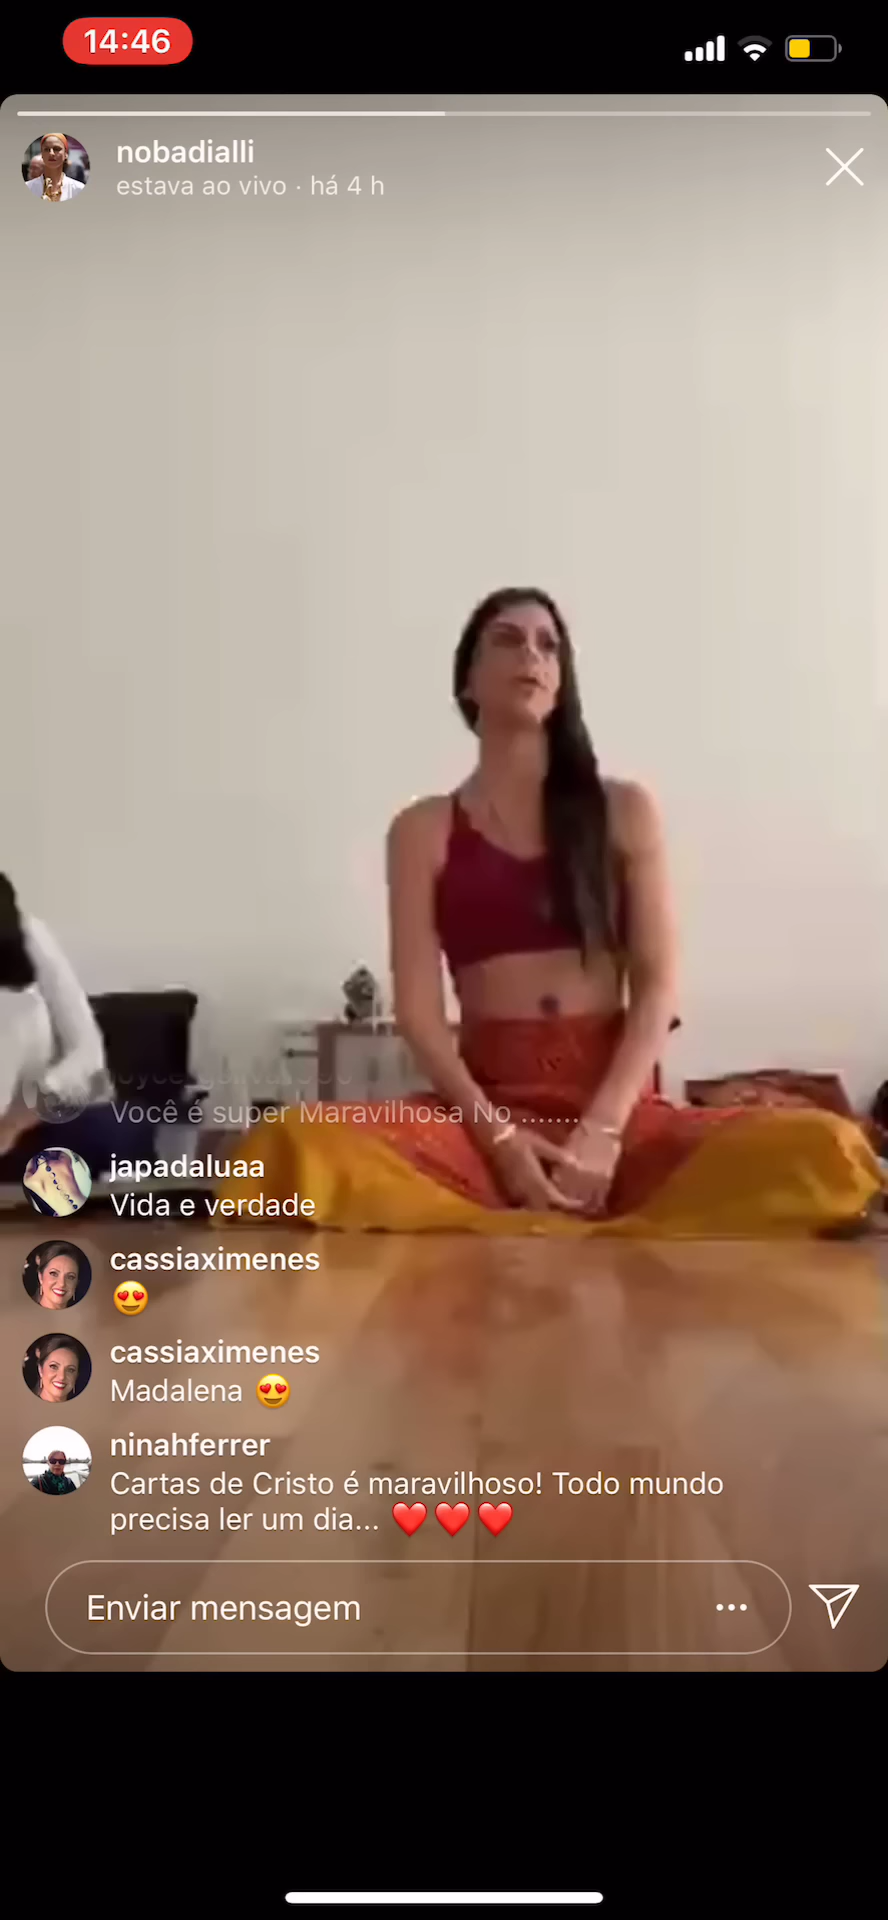 14:46
nobadialli
estava ao vivo · há 4 h
Você é super Maravilhosa No .......
japadaluaa
Vida e verdade
cassiaximenes
😍
cassiaximenes
Madalena 😍
ninahferrer
Cartas de Cristo é maravilhoso! Todo mundo
precisa ler um dia... ❤️❤️❤️
Enviar mensagem